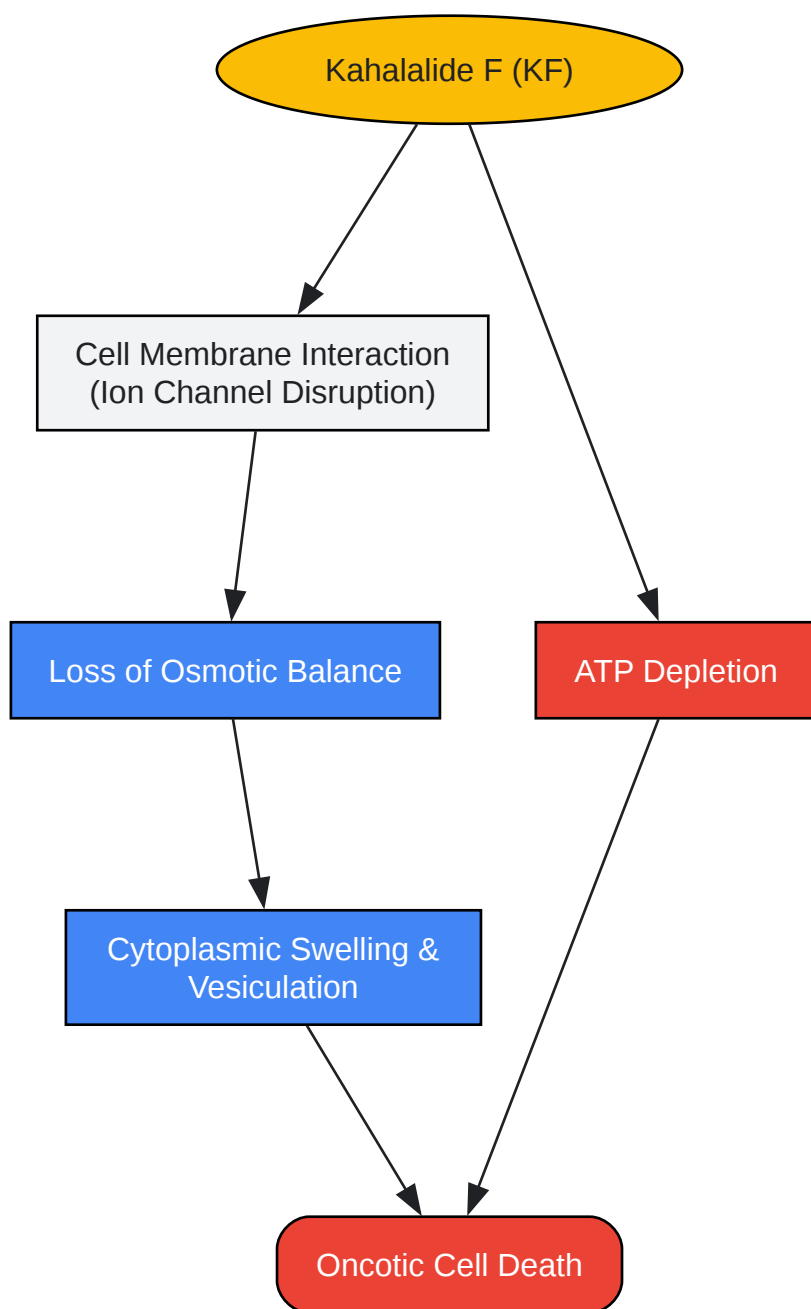 Kahalalide F (KF)
Cell Membrane Interaction
(Ion Channel Disruption)
Loss of Osmotic Balance
ATP Depletion
Cytoplasmic Swelling &
Vesiculation
Oncotic Cell Death